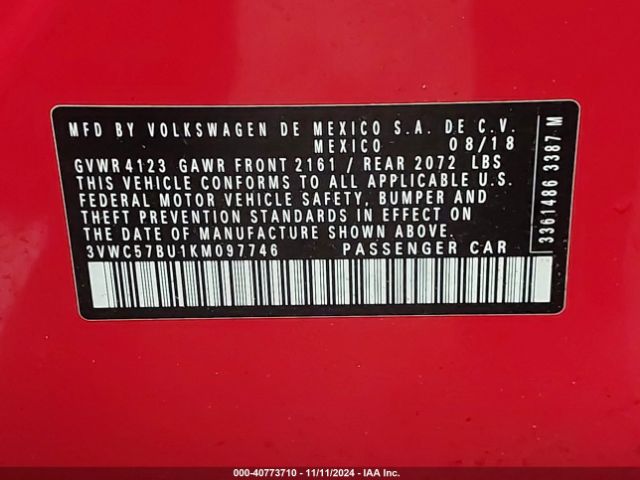 MFD BY VOLKSWAGEN DE MEXICO S.A. DE C.V.
MEXICO 08/18
GVWR 4123 GAWR FRONT 2161 / REAR 2072 LBS
THIS VEHICLE CONFORMS TO ALL APPLICABLE U.S.
FEDERAL MOTOR VEHICLE SAFETY, BUMPER AND
THEFT PREVENTION STANDARDS IN EFFECT ON
THE DATE OF MANUFACTURE SHOWN ABOVE.
3VWC57BU1KM097746 PASSENGER CAR
3361486 3387 M
000-40773710 - 11/11/2024 - IAA Inc.